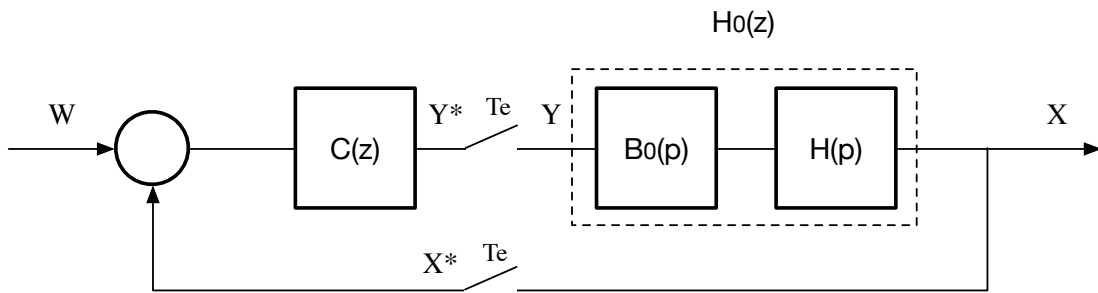 H0(z)
W
Y*
Te
Y
X
C(z)
B0(p)
H(p)
X*
Te